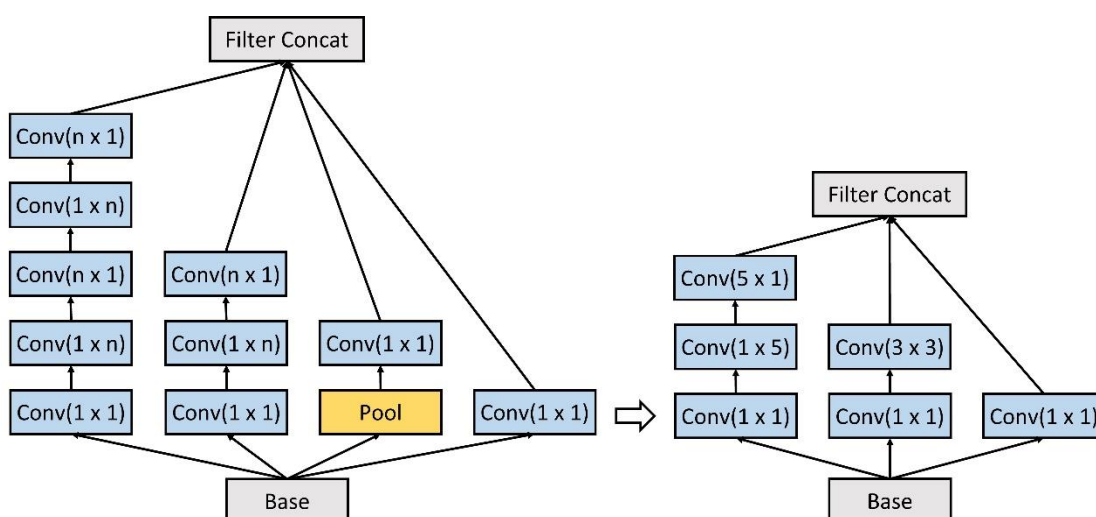 Filter Concat
Conv(n x 1)
Conv(1 x n)
Conv(n x 1)
Conv(n x 1)
Conv(1 x n)
Conv(1 x n)
Conv(1 x 1)
Conv(1 x 1)
Conv(1 x 1)
Pool
Conv(1 x 1)
Base
Filter Concat
Conv(5 x 1)
Conv(1 x 5)
Conv(3 x 3)
Conv(1 x 1)
Conv(1 x 1)
Conv(1 x 1)
Base